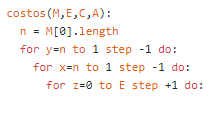 costos(M,E,C,A):
n = M[0].length
for y=n to 1 step -1 do:
for x=n to 1 step -1 do:
for z=0 to E step +1 do: